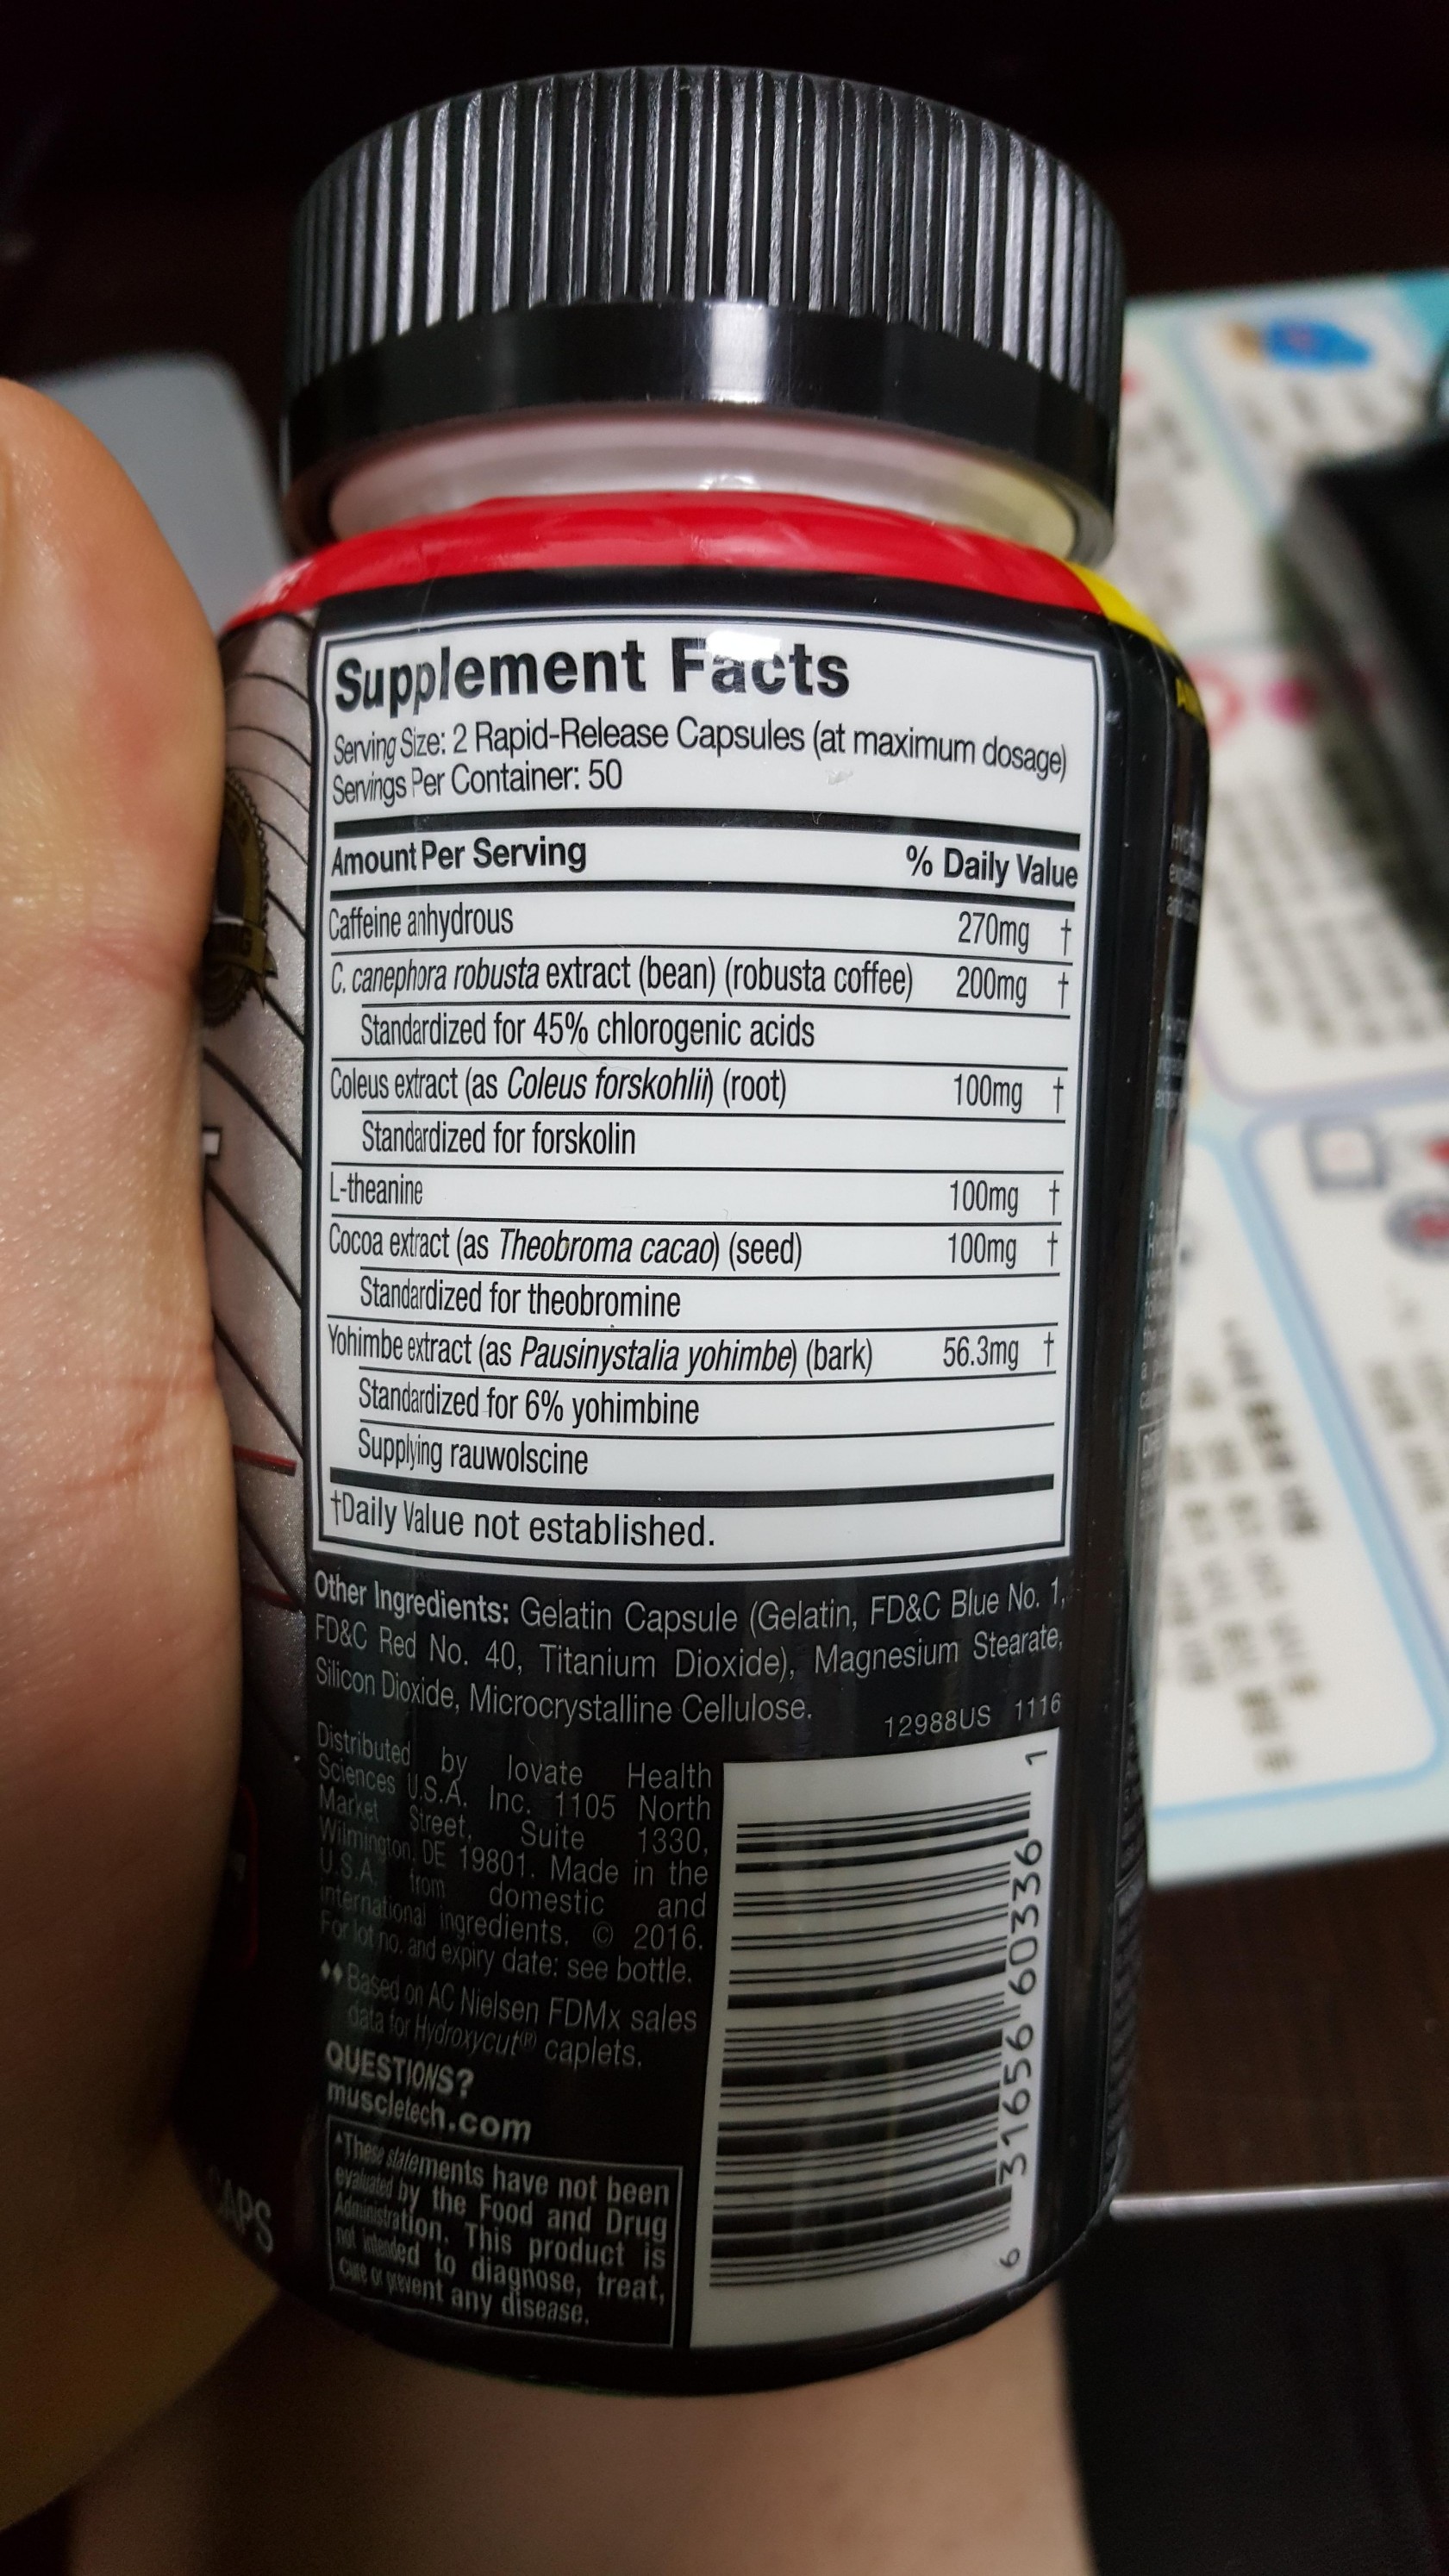 Supplement Facts
Serving Size: 2 Rapid-Release Capsules (at maximum dosage)
Servings Per Container: 50
Amount Per Serving % Daily Value
Caffeine anhydrous 270mg †
C. canephora robusta extract (bean) (robusta coffee) 200mg †
Standardized for 45% chlorogenic acids
Coleus extract (as Coleus forskohlii) (root) 100mg †
Standardized for forskolin
L-theanine 100mg †
Cocoa extract (as Theobroma cacao) (seed) 100mg †
Standardized for theobromine
Yohimbe extract (as Pausinystalia yohimbe) (bark) 56.3mg †
Standardized for 6% yohimbine
Supplying rauwolscine
†Daily Value not established.
Other Ingredients: Gelatin Capsule (Gelatin, FD&C Blue No. 1,
FD&C Red No. 40, Titanium Dioxide), Magnesium Stearate,
Silicon Dioxide, Microcrystalline Cellulose.
12988US 1116
Distributed by Iovate Health
Sciences U.S.A. Inc. 1105 North
Market Street, Suite 1330,
Wilmington, DE 19801. Made in the
U.S.A. from domestic and
international ingredients. © 2016.
For lot no. and expiry date: see bottle.
♦♦Based on AC Nielsen FDMx sales
data for Hydroxycut® caplets.
QUESTIONS?
muscletech.com
^These statements have not been
evaluated by the Food and Drug
Administration. This product is
not intended to diagnose, treat,
cure or prevent any disease.
6 31656 60336 1
CAPS